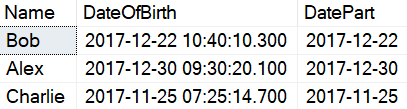 Name DateOfBirth DatePart
Bob 2017-12-22 10:40:10.300 2017-12-22
Alex 2017-12-30 09:30:20.100 2017-12-30
Charlie 2017-11-25 07:25:14.700 2017-11-25